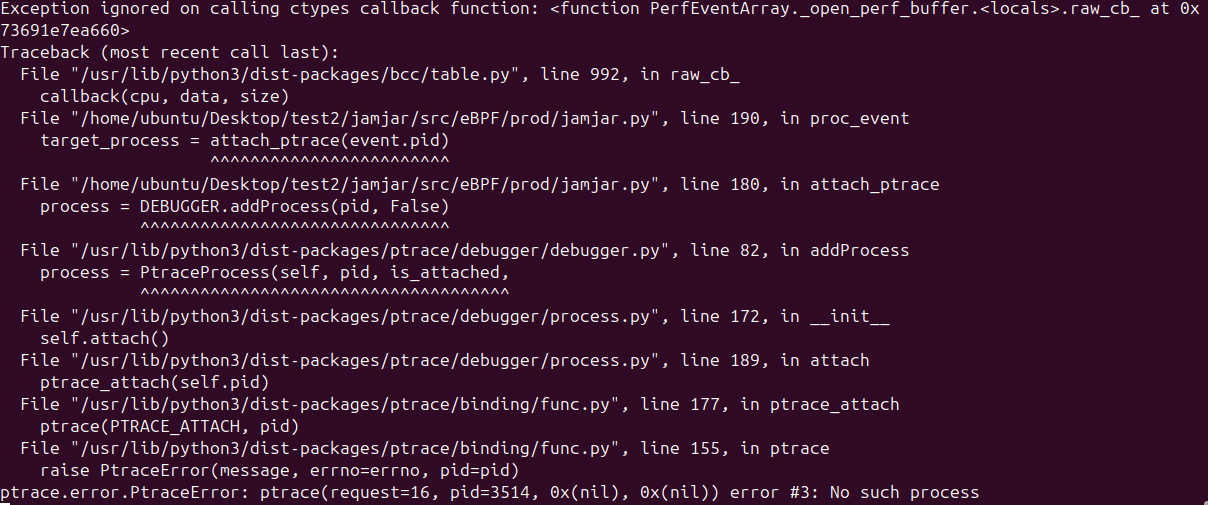 Exception ignored on calling ctypes callback function: <function PerfEventArray._open_perf_buffer.<locals>.raw_cb_ at 0x
73691e7ea660>
Traceback (most recent call last):
  File "/usr/lib/python3/dist-packages/bcc/table.py", line 992, in raw_cb_
    callback(cpu, data, size)
  File "/home/ubuntu/Desktop/test2/jamjar/src/eBPF/prod/jamjar.py", line 190, in proc_event
    target_process = attach_ptrace(event.pid)
                     ^^^^^^^^^^^^^^^^^^^^^^^^
  File "/home/ubuntu/Desktop/test2/jamjar/src/eBPF/prod/jamjar.py", line 180, in attach_ptrace
    process = DEBUGGER.addProcess(pid, False)
              ^^^^^^^^^^^^^^^^^^^^^^^^^^^^^^^
  File "/usr/lib/python3/dist-packages/ptrace/debugger/debugger.py", line 82, in addProcess
    process = PtraceProcess(self, pid, is_attached,
              ^^^^^^^^^^^^^^^^^^^^^^^^^^^^^^^^^^^^^
  File "/usr/lib/python3/dist-packages/ptrace/debugger/process.py", line 172, in __init__
    self.attach()
  File "/usr/lib/python3/dist-packages/ptrace/debugger/process.py", line 189, in attach
    ptrace_attach(self.pid)
  File "/usr/lib/python3/dist-packages/ptrace/binding/func.py", line 177, in ptrace_attach
    ptrace(PTRACE_ATTACH, pid)
  File "/usr/lib/python3/dist-packages/ptrace/binding/func.py", line 155, in ptrace
    raise PtraceError(message, errno=errno, pid=pid)
ptrace.error.PtraceError: ptrace(request=16, pid=3514, 0x(nil), 0x(nil)) error #3: No such process